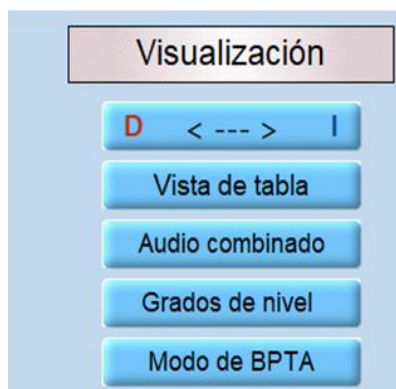 Visualización
D < --- > I
Vista de tabla
Audio combinado
Grados de nivel
Modo de BPTA